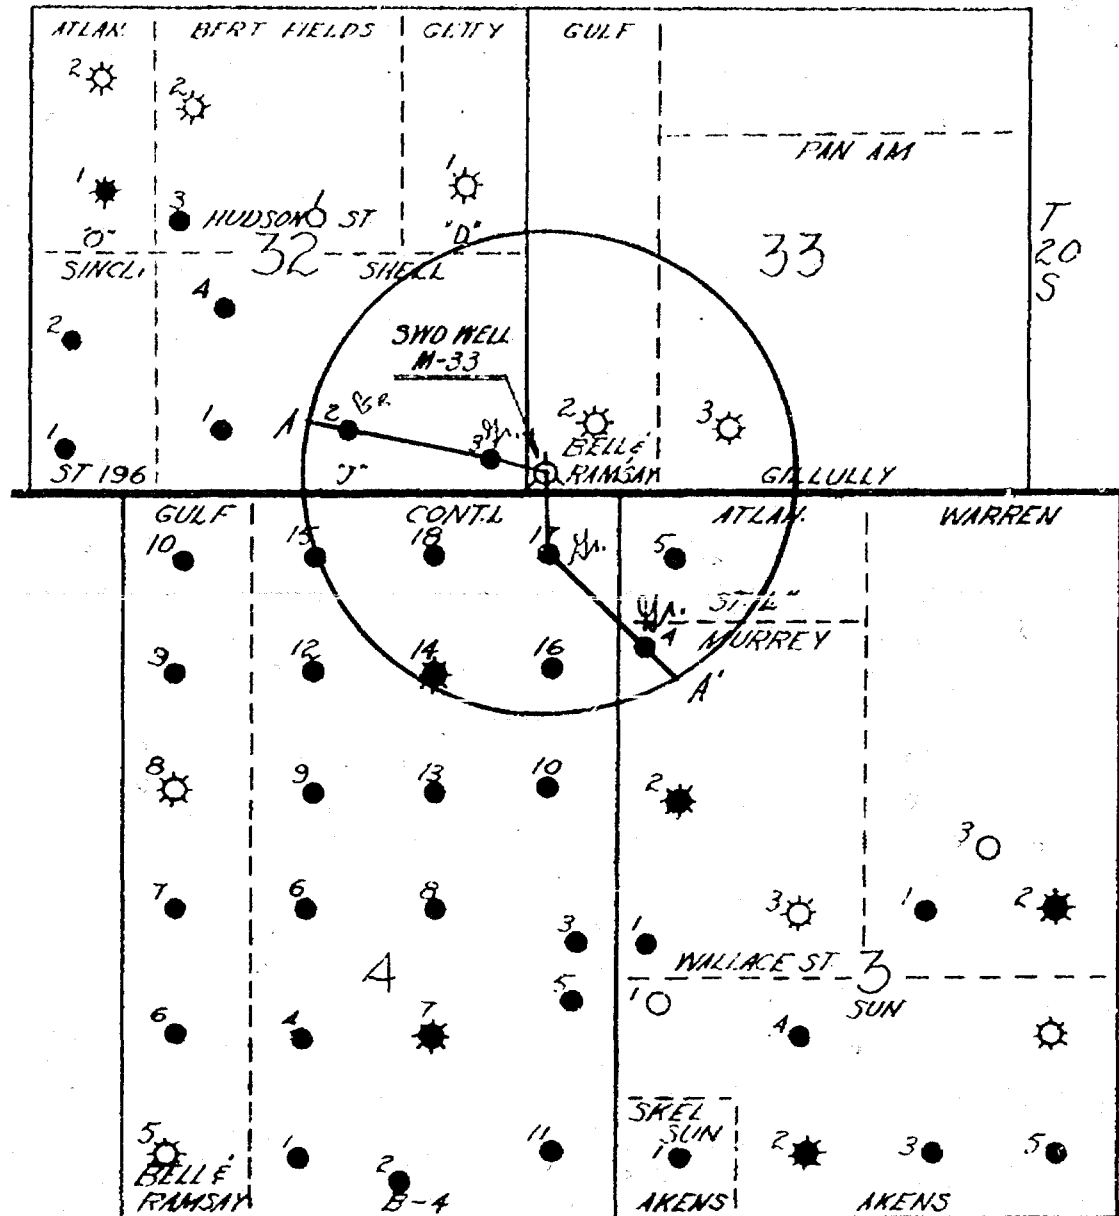 ATLAN. BERT FIELDS GETTY GULF
2 2
PAN AM
1 3 HUDSON 1 ST 1
"O" 32 "D" 33
SINCL. SHELL
T
20
S
4
2
SWD WELL
M-33
1 1 A 2 3 2 3
BELL &
RAMSAY
ST 196 "J" GILLULLY
GULF CONT'L ATLAN. WARREN
10 15 18 17 5
4
MURREY
9 12 14 16 A'
8 9 13 10 2
3
7 6 8 3 1 3 1 2
4 WALLACE ST. 3
5 1 SUN
6 4 7 4
SKEL
SUN
5 1 2 11 1 2 3 5
BELL &
RAMSAY B-4 AKENS AKENS